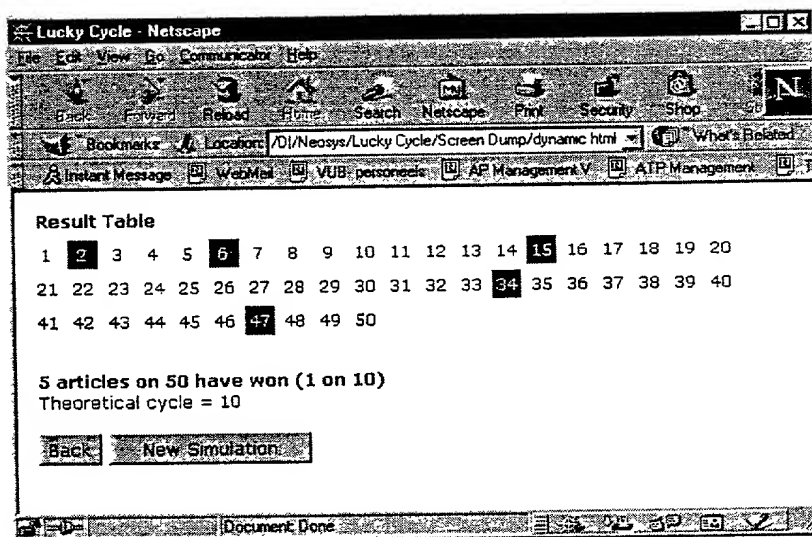 Lucky Cycle - Netscape
File Edit View Go Communicator Help
Back Forward Reload Home Search Netscape Print Security Shop
Bookmarks Location: /D|/Neosys/Lucky Cycle/Screen Dump/dynamic html What's Related
Instant Message WebMail VUB personeels AP Management V ATP Management
Result Table
1 2 3 4 5 6 7 8 9 10 11 12 13 14 15 16 17 18 19 20
21 22 23 24 25 26 27 28 29 30 31 32 33 34 35 36 37 38 39 40
41 42 43 44 45 46 47 48 49 50
5 articles on 50 have won (1 on 10)
Theoretical cycle = 10
Back New Simulation
Document: Done